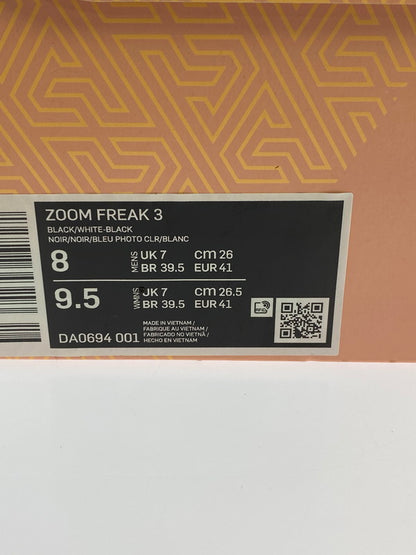 ZOOM FREAK 3
BLACK/WHITE-BLACK
NOIR/NOIR/BLEU PHOTO CLR/BLANC
8 MENS UK 7 cm 26
BR 39.5 EUR 41
9.5 WMNS UK 7 cm 26.5
BR 39.5 EUR 41
MADE IN VIETNAM /
FABRIQUE AU VIETNAM /
FABRICADO NO VIETNÃ /
HECHO EN VIETNAM
DA0694 001
RFID